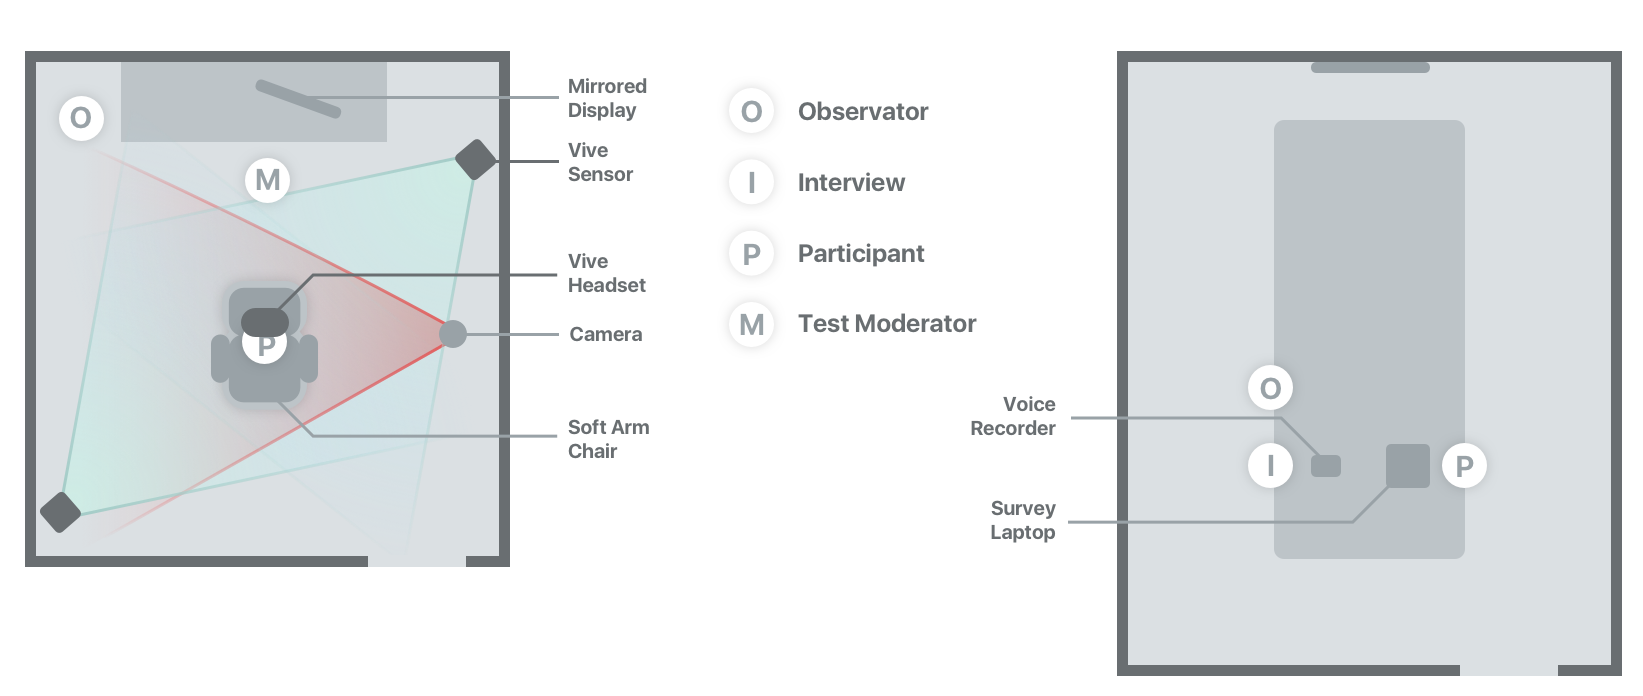 O
M
P
Mirrored
Display
Vive
Sensor
Vive
Headset
Camera
Soft Arm
Chair
O Observator
I Interview
P Participant
M Test Moderator
Voice
Recorder
Survey
Laptop
O
I
P